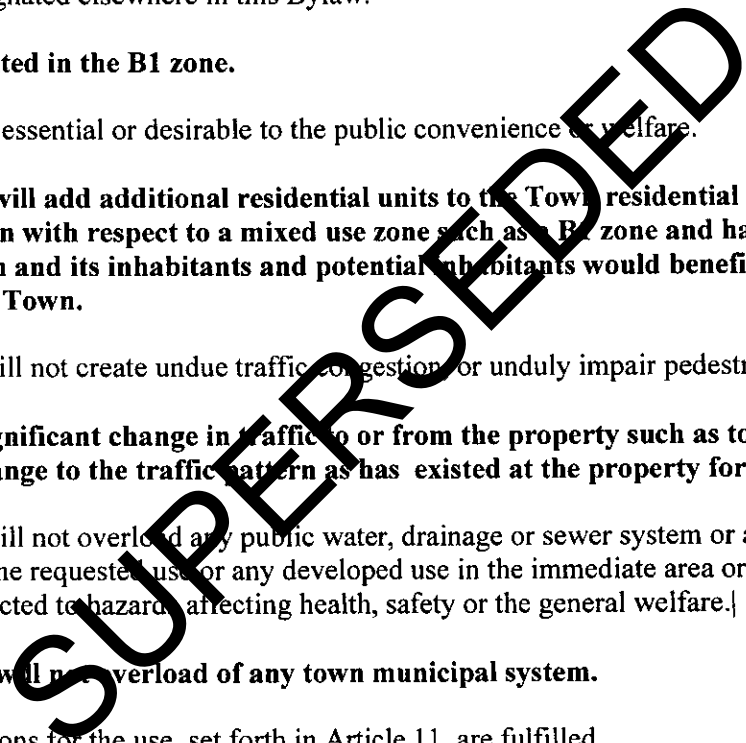 gnated elsewhere in this Bylaw.
ted in the B1 zone.
essential or desirable to the public convenience or welfare.
will add additional residential units to the Town residential
n with respect to a mixed use zone such as a B1 zone and ha
n and its inhabitants and potential inhabitants would benefi
Town.
ill not create undue traffic congestion, or unduly impair pedestr
gnificant change in traffic to or from the property such as to
ange to the traffic pattern as has existed at the property for
ill not overload any public water, drainage or sewer system or a
he requested use or any developed use in the immediate area or
cted to hazards affecting health, safety or the general welfare.|
will not overload of any town municipal system.
ons for the use, set forth in Article 11, are fulfilled
SUPERSEDED